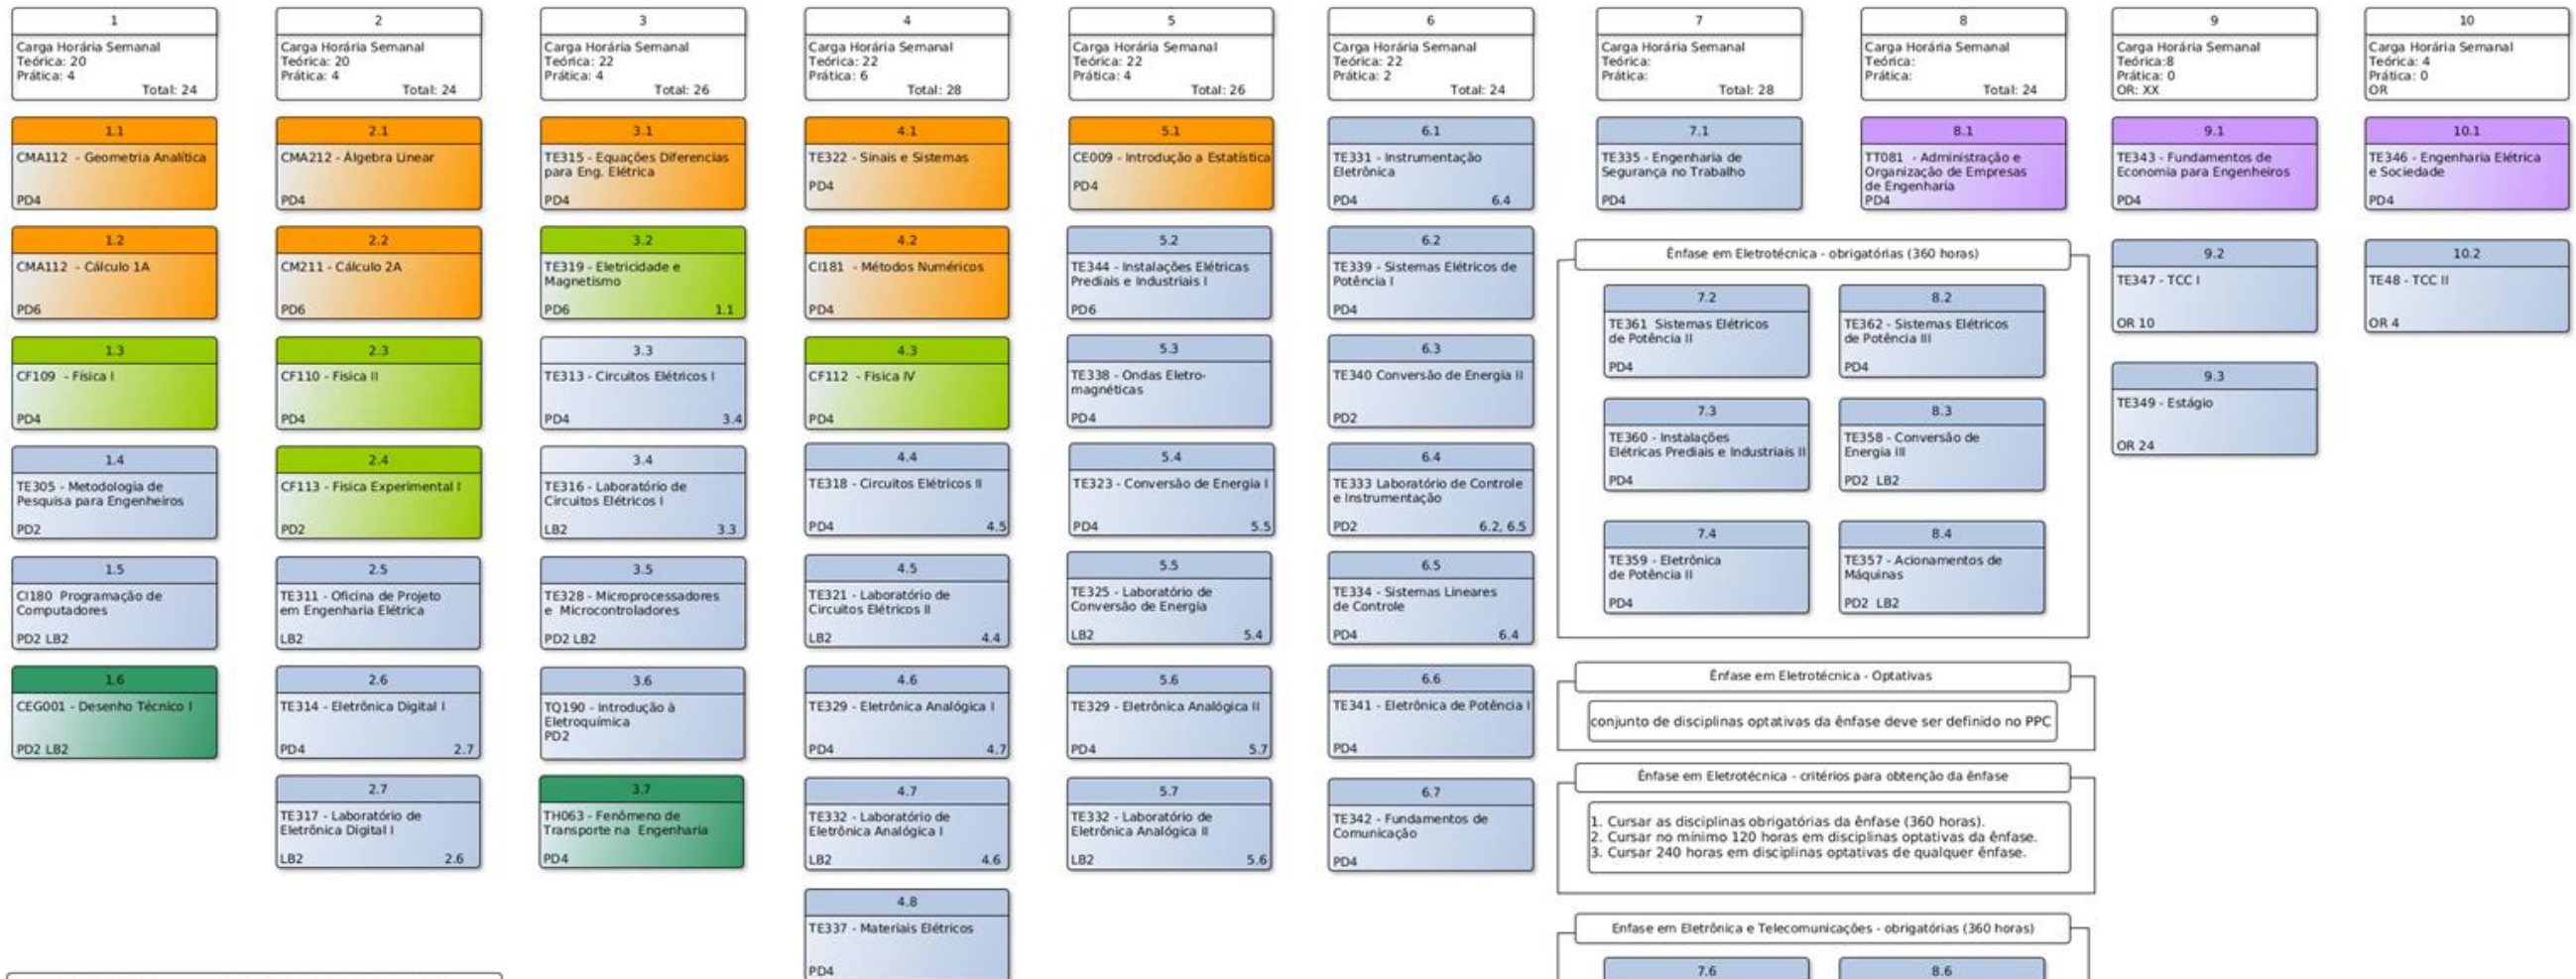 1
Carga Horária Semanal
Teórica: 20
Prática: 4
Total: 24
1.1
CMA112 - Geometria Analítica
PD4
1.2
CMA112 - Cálculo 1A
PD6
1.3
CF109 - Física I
PD4
1.4
TE305 - Metodologia de
Pesquisa para Engenheiros
PD2
1.5
CI180 Programação de
Computadores
PD2 LB2
1.6
CEG001 - Desenho Técnico I
PD2 LB2
2
Carga Horária Semanal
Teórica: 20
Prática: 4
Total: 24
2.1
CMA212 - Álgebra Linear
PD4
2.2
CM211 - Cálculo 2A
PD6
2.3
CF110 - Física II
PD4
2.4
CF113 - Física Experimental I
PD2
2.5
TE311 - Oficina de Projeto
em Engenharia Elétrica
LB2
2.6
TE314 - Eletrônica Digital I
PD4 2.7
2.7
TE317 - Laboratório de
Eletrônica Digital I
LB2 2.6
3
Carga Horária Semanal
Teórica: 22
Prática: 4
Total: 26
3.1
TE315 - Equações Diferencias
para Eng. Elétrica
PD4
3.2
TE319 - Eletricidade e
Magnetismo
PD6 1.1
3.3
TE313 - Circuitos Elétricos I
PD4 3.4
3.4
TE316 - Laboratório de
Circuitos Elétricos I
LB2 3.3
3.5
TE328 - Microprocessadores
e Microcontroladores
PD2 LB2
3.6
TQ190 - Introdução à
Eletroquímica
PD2
3.7
TH063 - Fenômeno de
Transporte na Engenharia
PD4
4
Carga Horária Semanal
Teórica: 22
Prática: 6
Total: 28
4.1
TE322 - Sinais e Sistemas
PD4
4.2
CI181 - Métodos Numéricos
PD4
4.3
CF112 - Física IV
PD4
4.4
TE318 - Circuitos Elétricos II
PD4 4.5
4.5
TE321 - Laboratório de
Circuitos Elétricos II
LB2 4.4
4.6
TE329 - Eletrônica Analógica I
PD4 4.7
4.7
TE332 - Laboratório de
Eletrônica Analógica I
LB2 4.6
4.8
TE337 - Materiais Elétricos
PD4
5
Carga Horária Semanal
Teórica: 22
Prática: 4
Total: 26
5.1
CE009 - Introdução a Estatística
PD4
5.2
TE344 - Instalações Elétricas
Prediais e Industriais I
PD6
5.3
TE338 - Ondas Eletro-
magnéticas
PD4
5.4
TE323 - Conversão de Energia I
PD4 5.5
5.5
TE325 - Laboratório de
Conversão de Energia
LB2 5.4
5.6
TE329 - Eletrônica Analógica II
PD4 5.7
5.7
TE332 - Laboratório de
Eletrônica Analógica II
LB2 5.6
6
Carga Horária Semanal
Teórica: 22
Prática: 2
Total: 24
6.1
TE331 - Instrumentação
Eletrônica
PD4 6.4
6.2
TE339 - Sistemas Elétricos de
Potência I
PD4
6.3
TE340 Conversão de Energia II
PD2
6.4
TE333 Laboratório de Controle
e Instrumentação
PD2 6.2, 6.5
6.5
TE334 - Sistemas Lineares
de Controle
PD4 6.4
6.6
TE341 - Eletrônica de Potência I
PD4
6.7
TE342 - Fundamentos de
Comunicação
PD4
7
Carga Horária Semanal
Teórica:
Prática:
Total: 28
7.1
TE335 - Engenharia de
Segurança no Trabalho
PD4
8
Carga Horária Semanal
Teórica:
Prática:
Total: 24
8.1
TT081 - Administração e
Organização de Empresas
de Engenharia
PD4
Ênfase em Eletrotécnica - obrigatórias (360 horas)
7.2
TE361 Sistemas Elétricos
de Potência II
PD4
8.2
TE362 - Sistemas Elétricos
de Potência III
PD4
7.3
TE360 - Instalações
Elétricas Prediais e Industriais II
PD4
8.3
TE358 - Conversão de
Energia III
PD2 LB2
7.4
TE359 - Eletrônica
de Potência II
PD4
8.4
TE357 - Acionamentos de
Máquinas
PD2 LB2
Ênfase em Eletrotécnica - Optativas
conjunto de disciplinas optativas da ênfase deve ser definido no PPC
Ênfase em Eletrotécnica - critérios para obtenção da ênfase
1. Cursar as disciplinas obrigatórias da ênfase (360 horas).
2. Cursar no mínimo 120 horas em disciplinas optativas da ênfase.
3. Cursar 240 horas em disciplinas optativas de qualquer ênfase.
Enfase em Eletrônica e Telecomunicações - obrigatórias (360 horas)
7.6
8.6
9
Carga Horária Semanal
Teórica:8
Prática: 0
OR: XX
9.1
TE343 - Fundamentos de
Economia para Engenheiros
PD4
9.2
TE347 - TCC I
OR 10
9.3
TE349 - Estágio
OR 24
10
Carga Horária Semanal
Teórica: 4
Prática: 0
OR
10.1
TE346 - Engenharia Elétrica
e Sociedade
PD4
10.2
TE48 - TCC II
OR 4